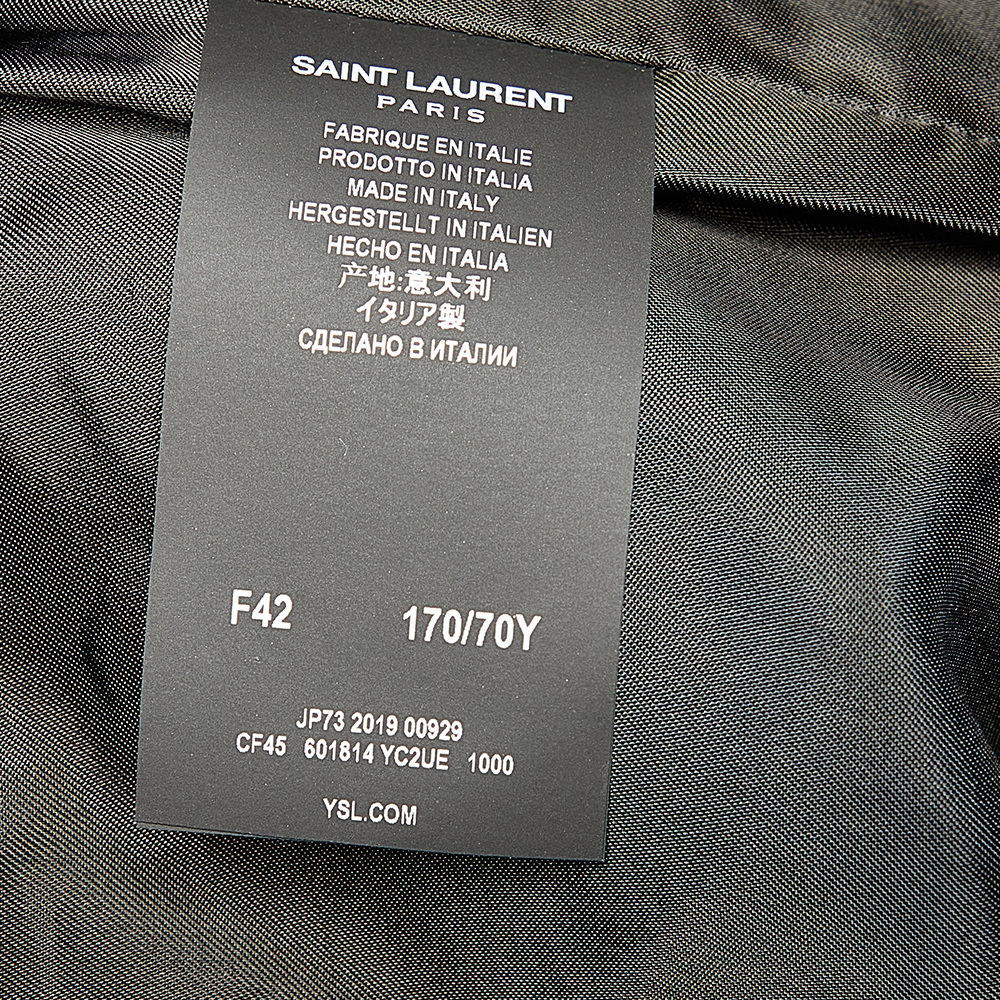 SAINT LAURENT
PARIS
FABRIQUE EN ITALIE
PRODOTTO IN ITALIA
MADE IN ITALY
HERGESTELLT IN ITALIEN
HECHO EN ITALIA
产地:意大利
イタリア製
СДЕЛАНО В ИТАЛИИ
F42 170/70Y
JP73 2019 00929
CF45 601814 YC2UE 1000
YSL.COM